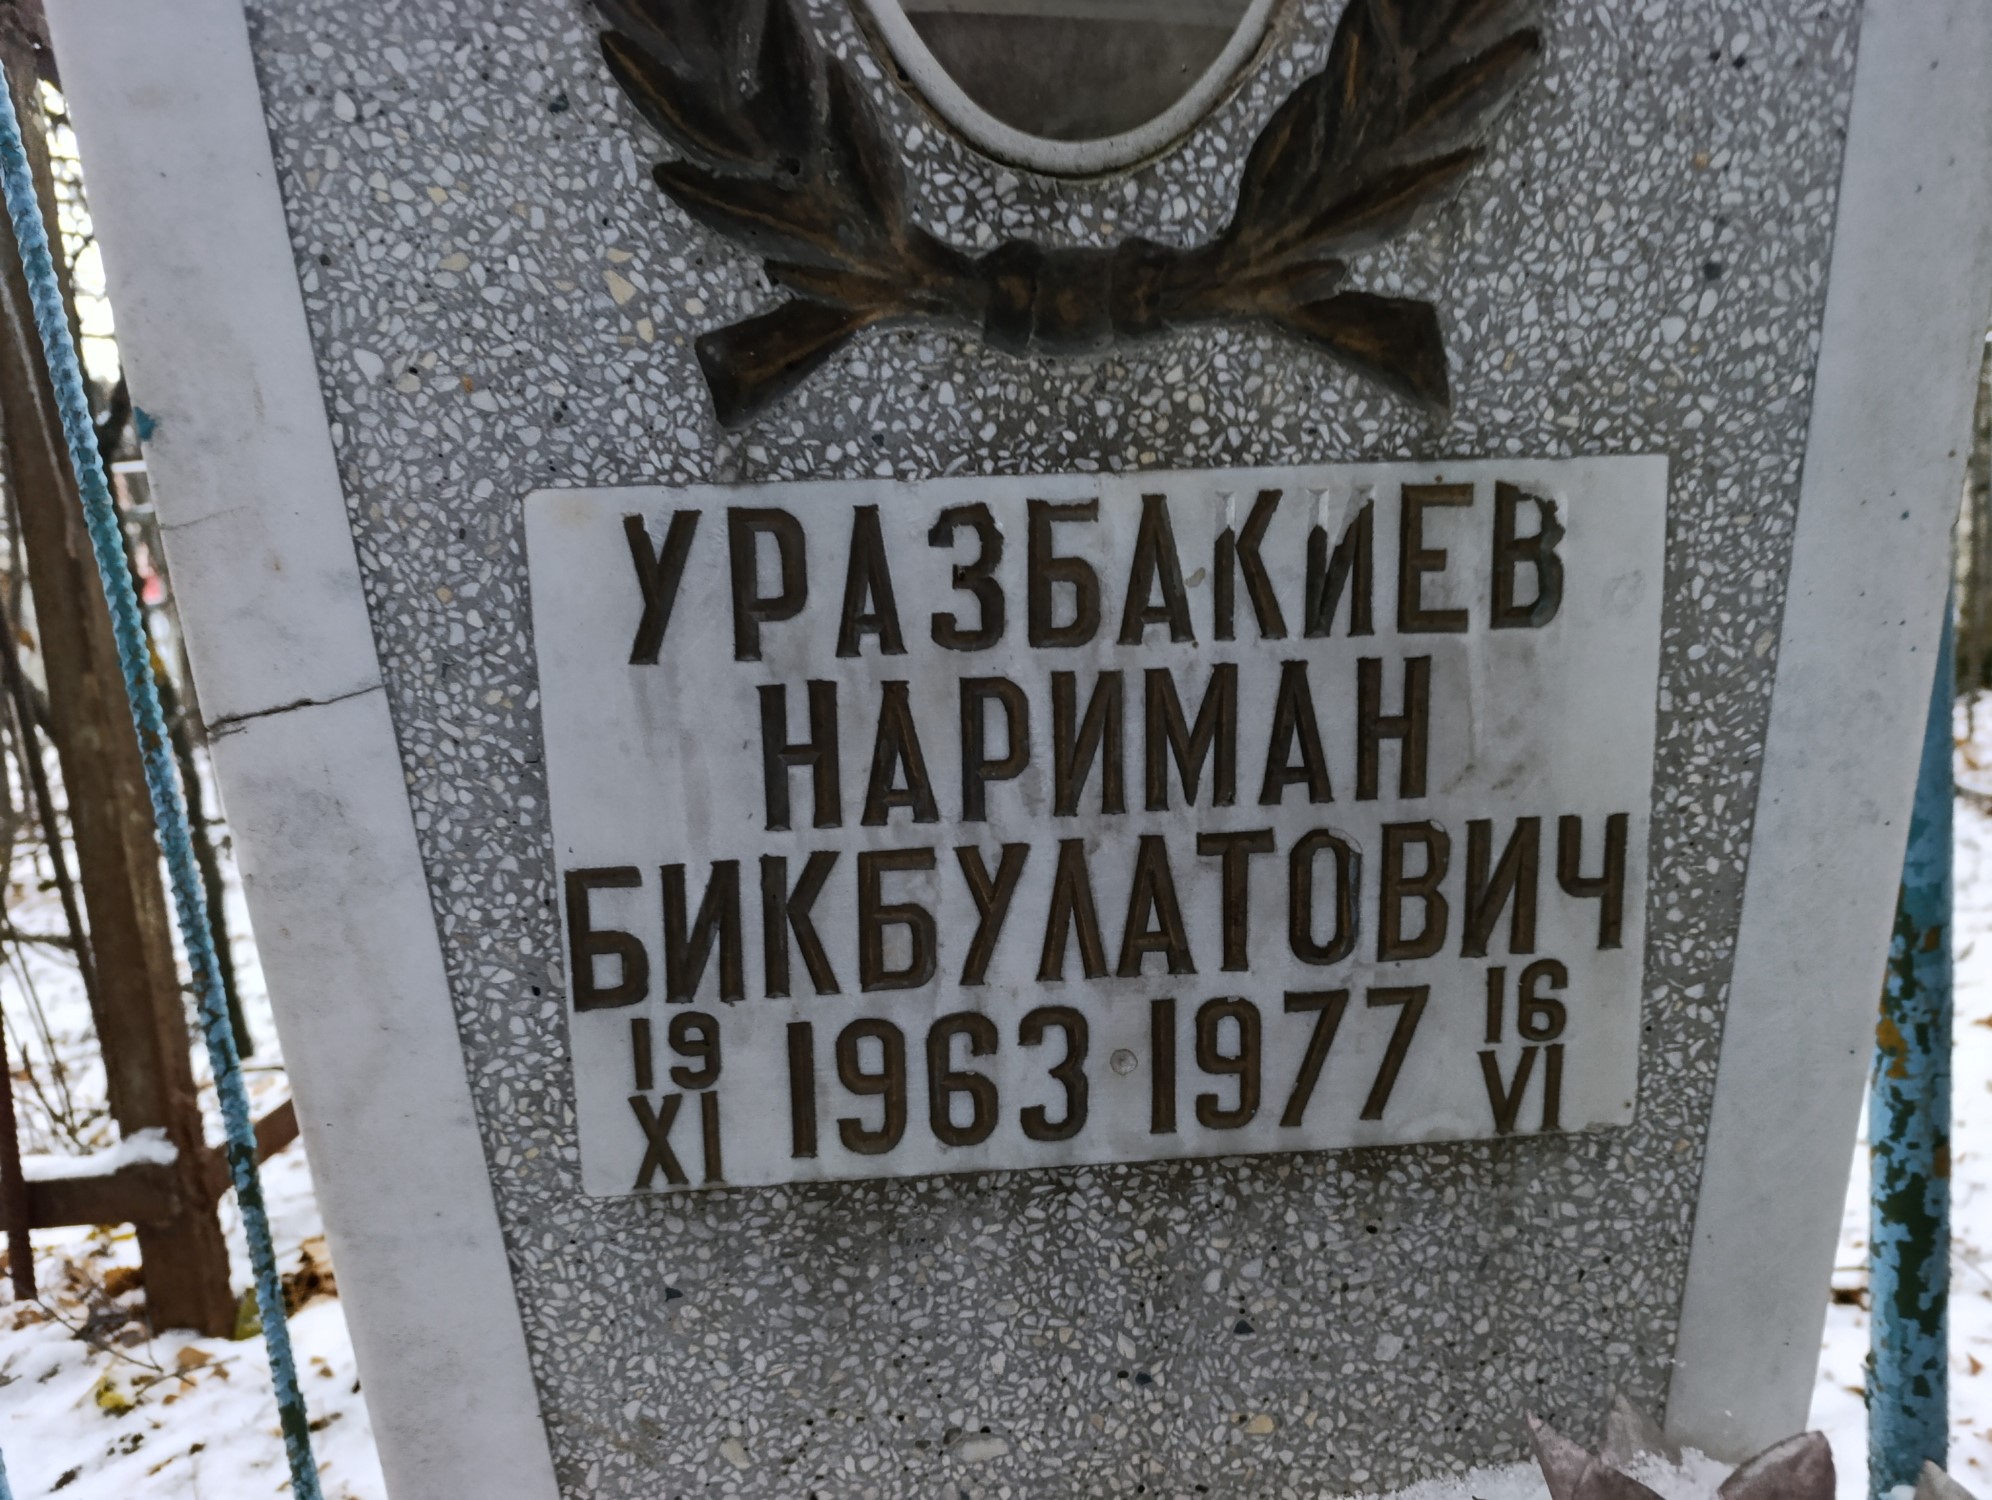 УРАЗБАКИЕВ
НАРИМАН
БИКБУЛАТОВИЧ
19 XI 1963 · 1977 16 VI